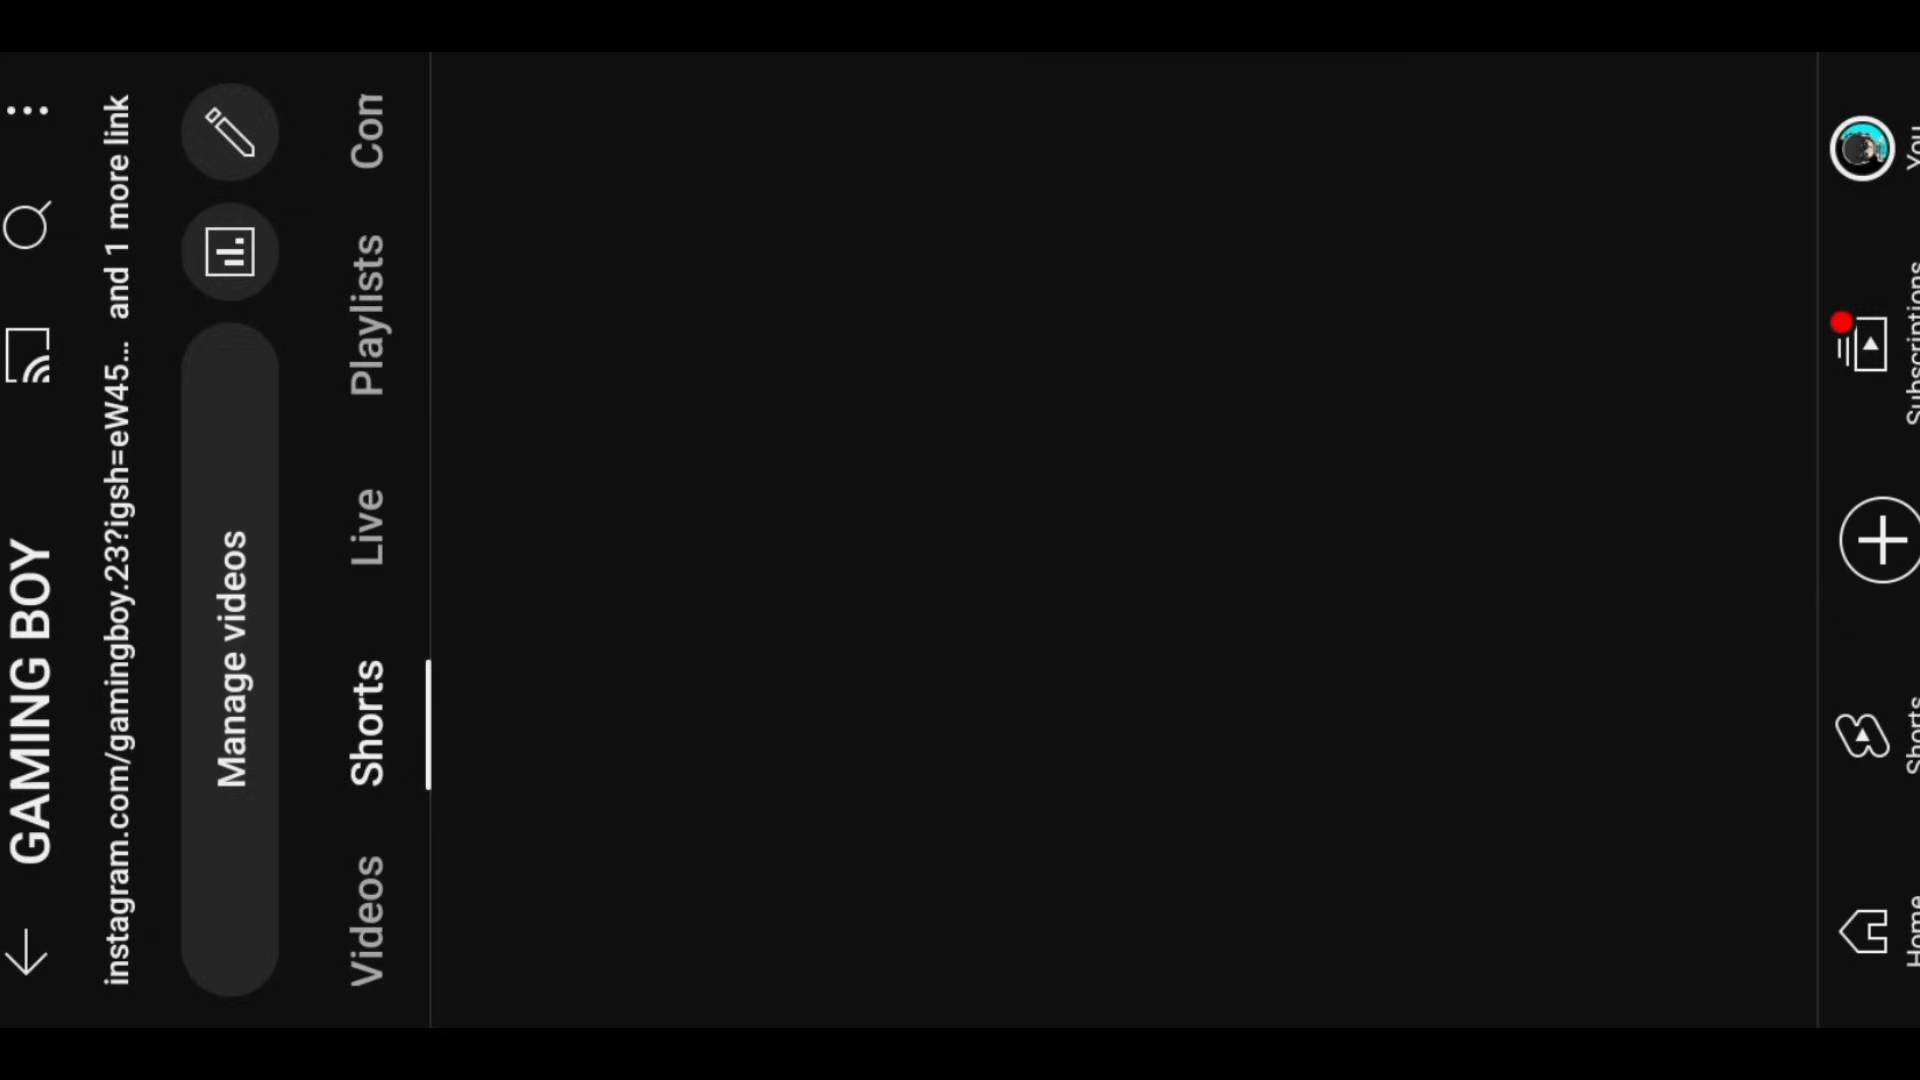 GAMING BOY
instagram.com/gamingboy.23?igsh=eW45... and 1 more link
Manage videos
Videos Shorts Live Playlists Con
Home Shorts Subscriptions You